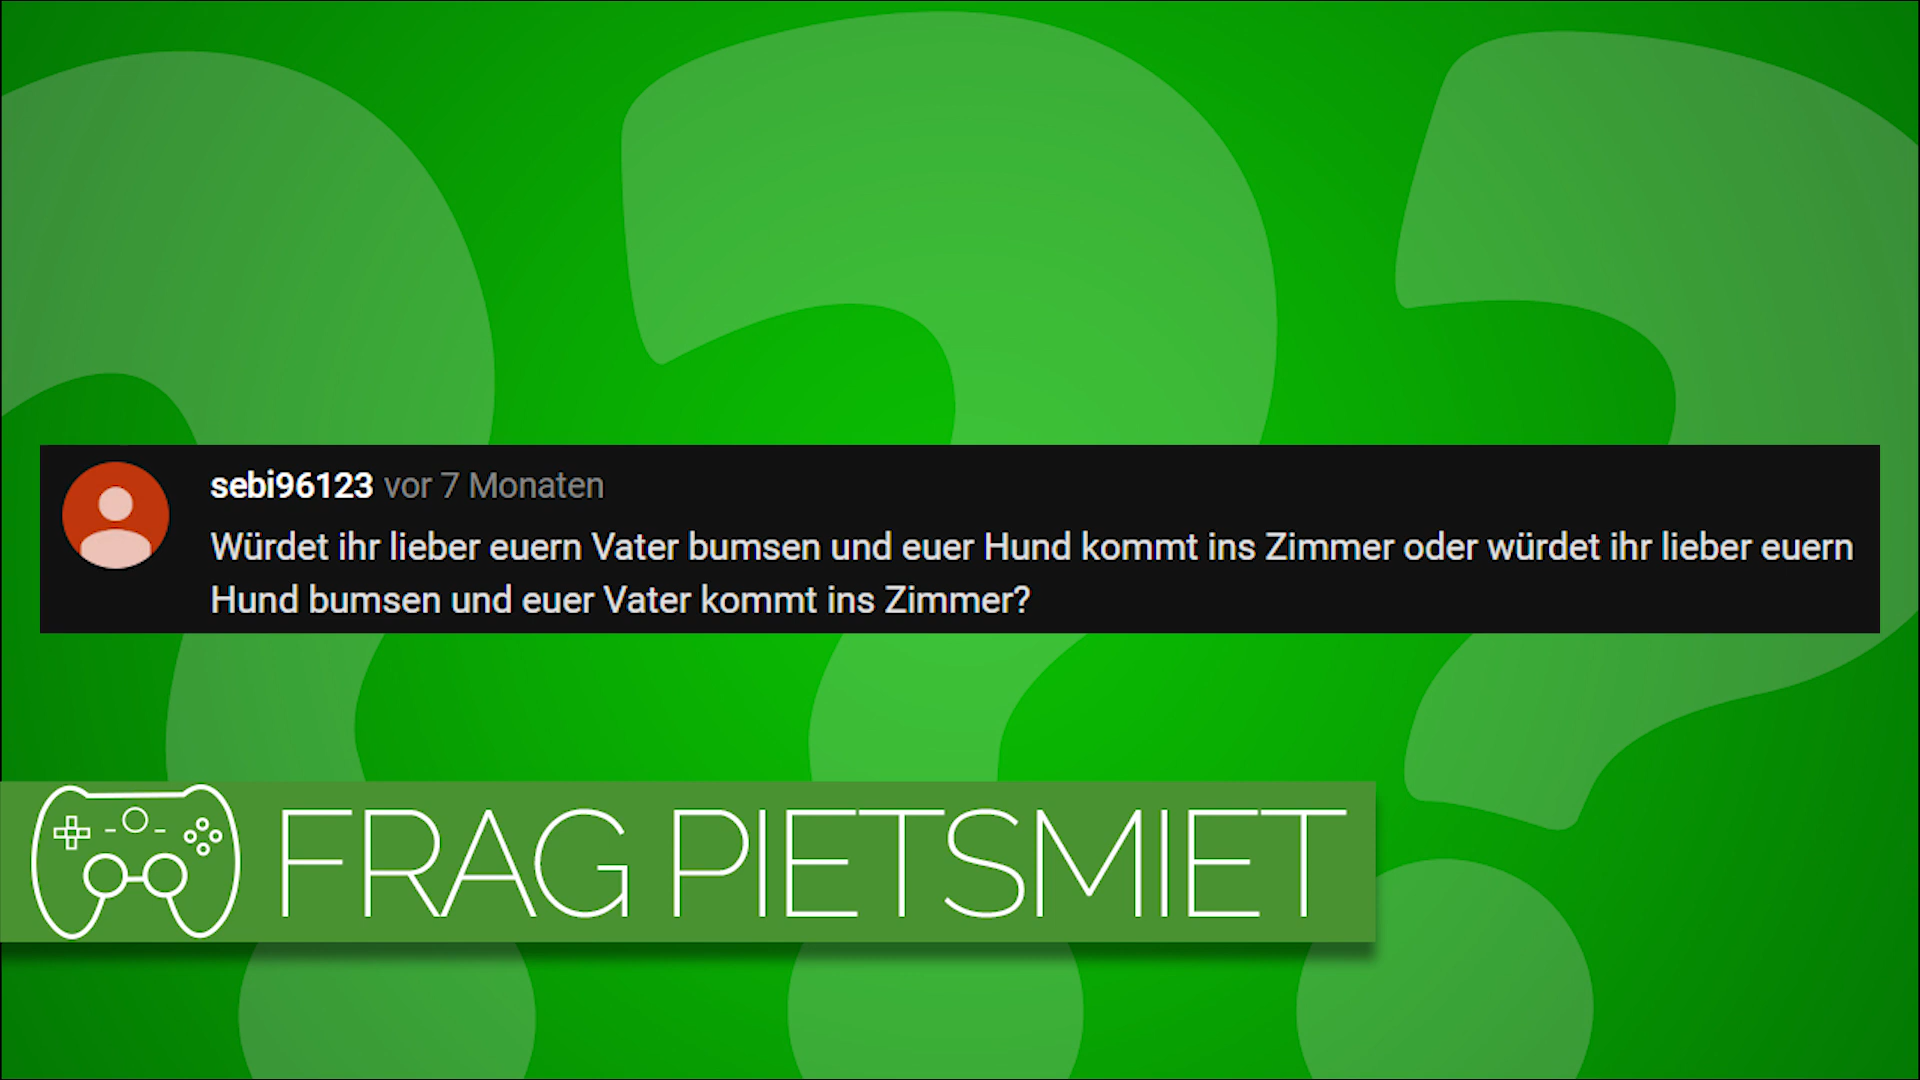 sebi96123 vor 7 Monaten
Würdet ihr lieber euern Vater bumsen und euer Hund kommt ins Zimmer oder würdet ihr lieber euern
Hund bumsen und euer Vater kommt ins Zimmer?
FRAG PIETSMIET